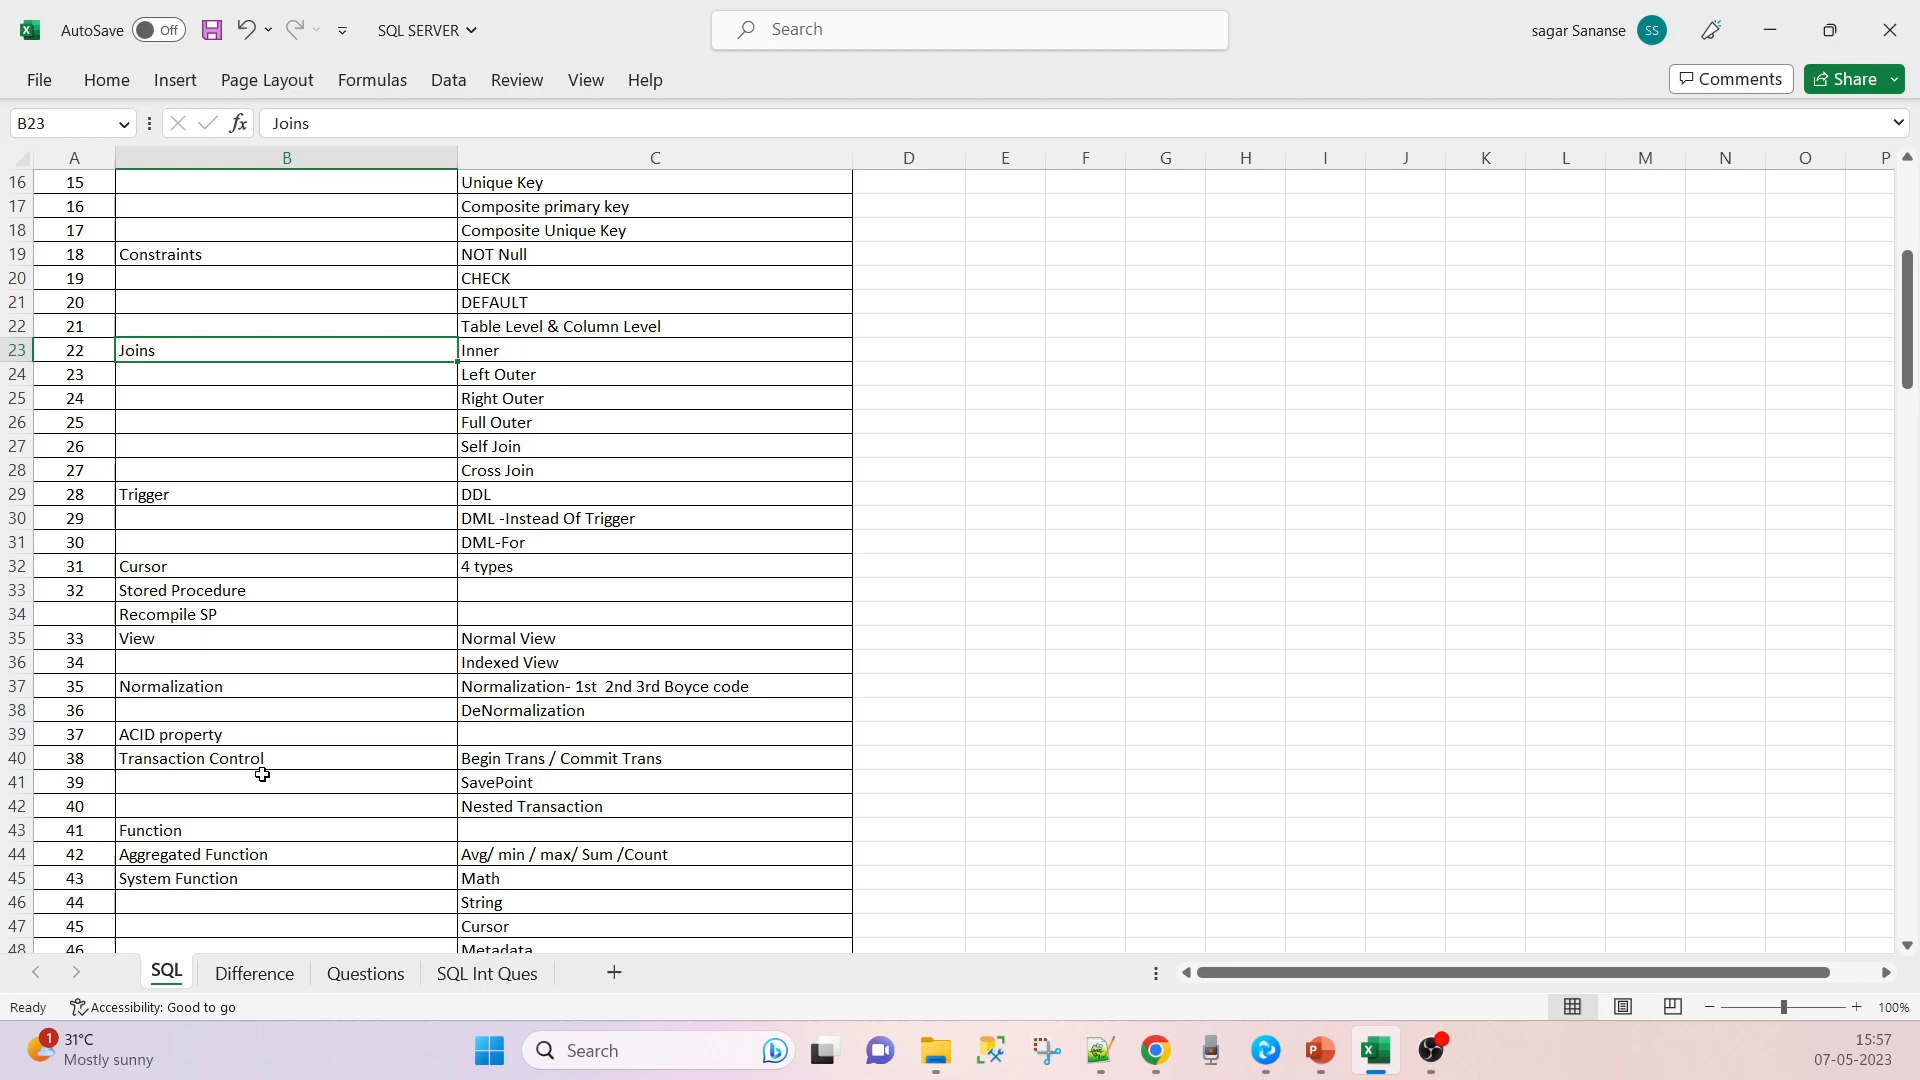 AutoSave Off SQL SERVER Search sagar Sananse SS
File Home Insert Page Layout Formulas Data Review View Help Comments Share
B23 fx Joins
A B C D E F G H I J K L M N O P
16 15 Unique Key
17 16 Composite primary key
18 17 Composite Unique Key
19 18 Constraints NOT Null
20 19 CHECK
21 20 DEFAULT
22 21 Table Level & Column Level
23 22 Joins Inner
24 23 Left Outer
25 24 Right Outer
26 25 Full Outer
27 26 Self Join
28 27 Cross Join
29 28 Trigger DDL
30 29 DML -Instead Of Trigger
31 30 DML-For
32 31 Cursor 4 types
33 32 Stored Procedure
34 Recompile SP
35 33 View Normal View
36 34 Indexed View
37 35 Normalization Normalization- 1st 2nd 3rd Boyce code
38 36 DeNormalization
39 37 ACID property
40 38 Transaction Control Begin Trans / Commit Trans
41 39 SavePoint
42 40 Nested Transaction
43 41 Function
44 42 Aggregated Function Avg/ min / max/ Sum /Count
45 43 System Function Math
46 44 String
47 45 Cursor
48 46 Metadata
SQL Difference Questions SQL Int Ques +
Ready Accessibility: Good to go 100%
1 31°C Search 15:57
Mostly sunny 07-05-2023